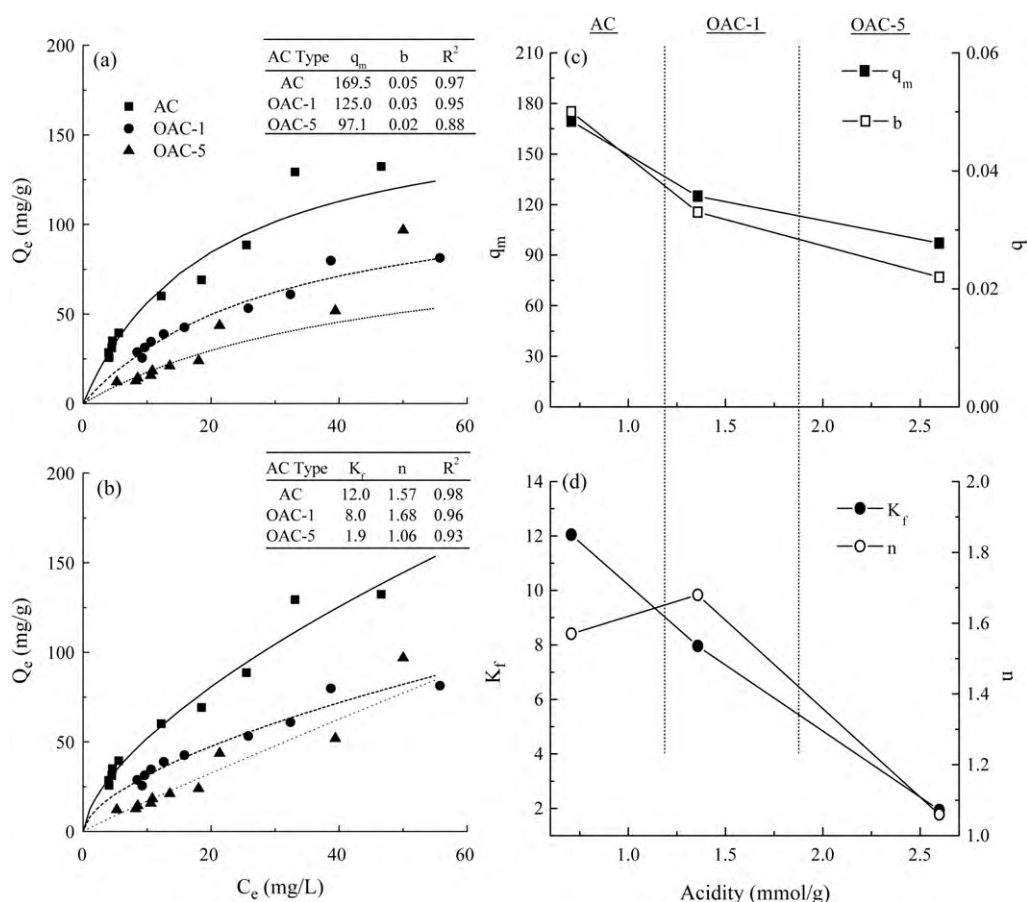 (a)
AC Type q_m b R²
AC 169.5 0.05 0.97
OAC-1 125.0 0.03 0.95
OAC-5 97.1 0.02 0.88
AC
OAC-1
OAC-5
200
150
100
50
0
Q_e (mg/g)
0 20 40 60
(b)
AC Type K_f n R²
AC 12.0 1.57 0.98
OAC-1 8.0 1.68 0.96
OAC-5 1.9 1.06 0.93
200
150
100
50
0
Q_e (mg/g)
0 20 40 60
C_e (mg/L)
AC OAC-1 OAC-5
(c)
q_m
b
210
180
150
120
90
60
30
0
q_m
0.06
0.04
0.02
0.00
b
1.0 1.5 2.0 2.5
(d)
K_f
n
14
12
10
8
6
4
2
K_f
2.0
1.8
1.6
1.4
1.2
1.0
n
1.0 1.5 2.0 2.5
Acidity (mmol/g)